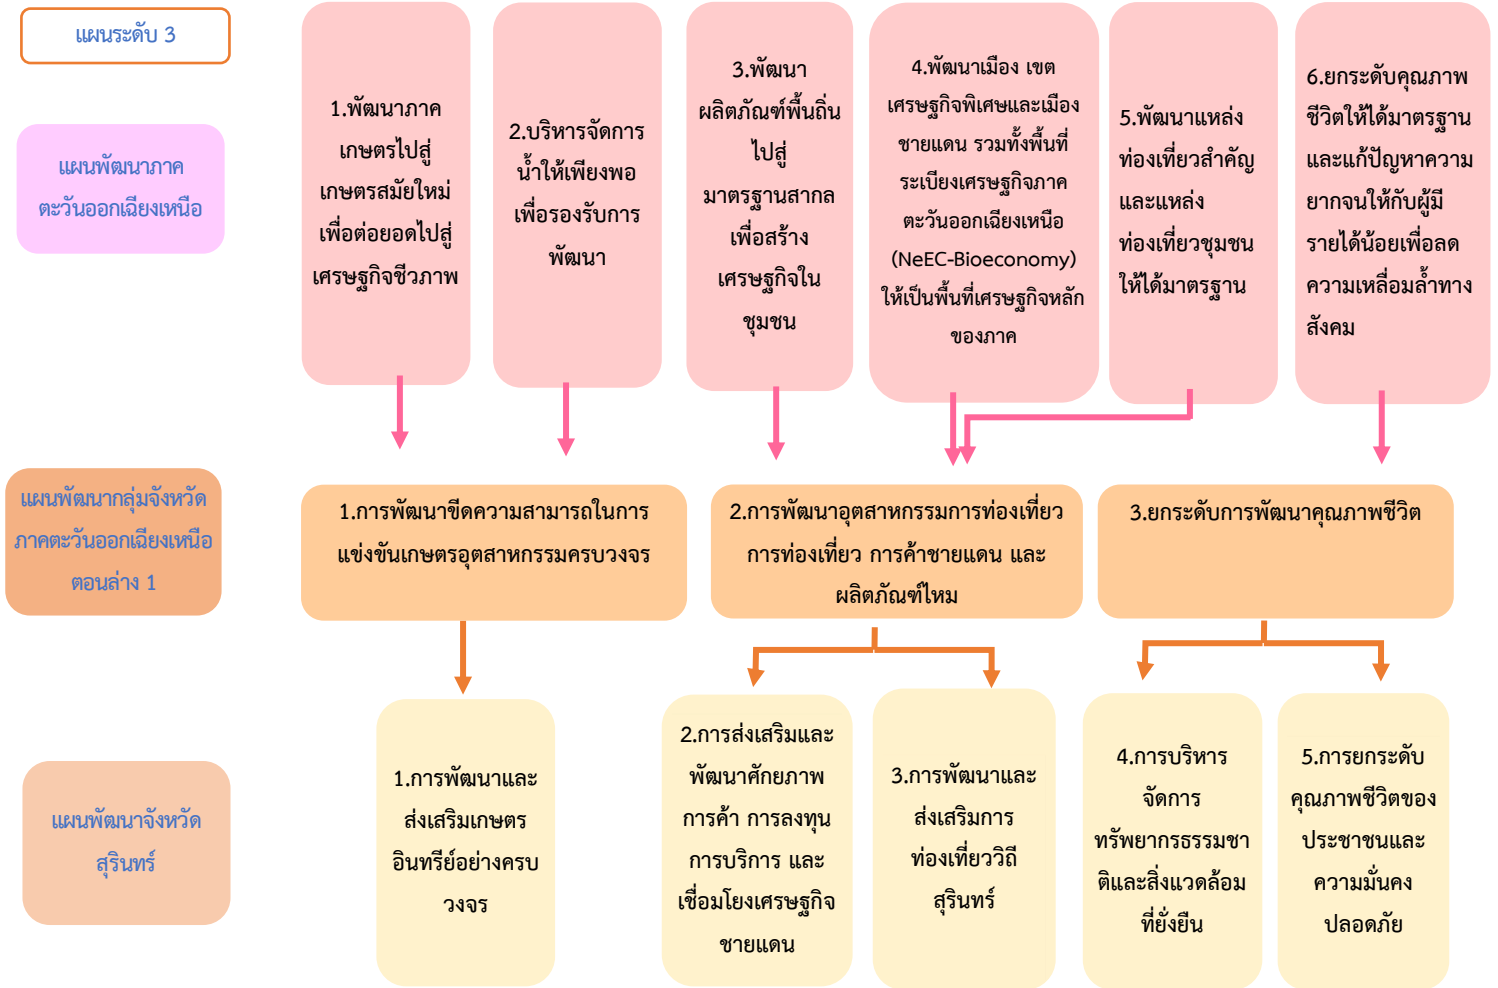 แผนระดับ 3
แผนพัฒนาภาค
ตะวันออกเฉียงเหนือ
1.พัฒนาภาค
เกษตรไปสู่
เกษตรสมัยใหม่
เพื่อต่อยอดไปสู่
เศรษฐกิจชีวภาพ
2.บริหารจัดการ
น้ำให้เพียงพอ
เพื่อรองรับการ
พัฒนา
3.พัฒนา
ผลิตภัณฑ์พื้นถิ่น
ไปสู่
มาตรฐานสากล
เพื่อสร้าง
เศรษฐกิจใน
ชุมชน
4.พัฒนาเมือง เขต
เศรษฐกิจพิเศษและเมือง
ชายแดน รวมทั้งพื้นที่
ระเบียงเศรษฐกิจภาค
ตะวันออกเฉียงเหนือ
(NeEC-Bioeconomy)
ให้เป็นพื้นที่เศรษฐกิจหลัก
ของภาค
5.พัฒนาแหล่ง
ท่องเที่ยวสำคัญ
และแหล่ง
ท่องเที่ยวชุมชน
ให้ได้มาตรฐาน
6.ยกระดับคุณภาพ
ชีวิตให้ได้มาตรฐาน
และแก้ปัญหาความ
ยากจนให้กับผู้มี
รายได้น้อยเพื่อลด
ความเหลื่อมล้ำทาง
สังคม
แผนพัฒนากลุ่มจังหวัด
ภาคตะวันออกเฉียงเหนือ
ตอนล่าง 1
1.การพัฒนาขีดความสามารถในการ
แข่งขันเกษตรอุตสาหกรรมครบวงจร
2.การพัฒนาอุตสาหกรรมการท่องเที่ยว
การท่องเที่ยว การค้าชายแดน และ
ผลิตภัณฑ์ไหม
3.ยกระดับการพัฒนาคุณภาพชีวิต
แผนพัฒนาจังหวัด
สุรินทร์
1.การพัฒนาและ
ส่งเสริมเกษตร
อินทรีย์อย่างครบ
วงจร
2.การส่งเสริมและ
พัฒนาศักยภาพ
การค้า การลงทุน
การบริการ และ
เชื่อมโยงเศรษฐกิจ
ชายแดน
3.การพัฒนาและ
ส่งเสริมการ
ท่องเที่ยววิถี
สุรินทร์
4.การบริหาร
จัดการ
ทรัพยากรธรรมชา
ติและสิ่งแวดล้อม
ที่ยั่งยืน
5.การยกระดับ
คุณภาพชีวิตของ
ประชาชนและ
ความมั่นคง
ปลอดภัย